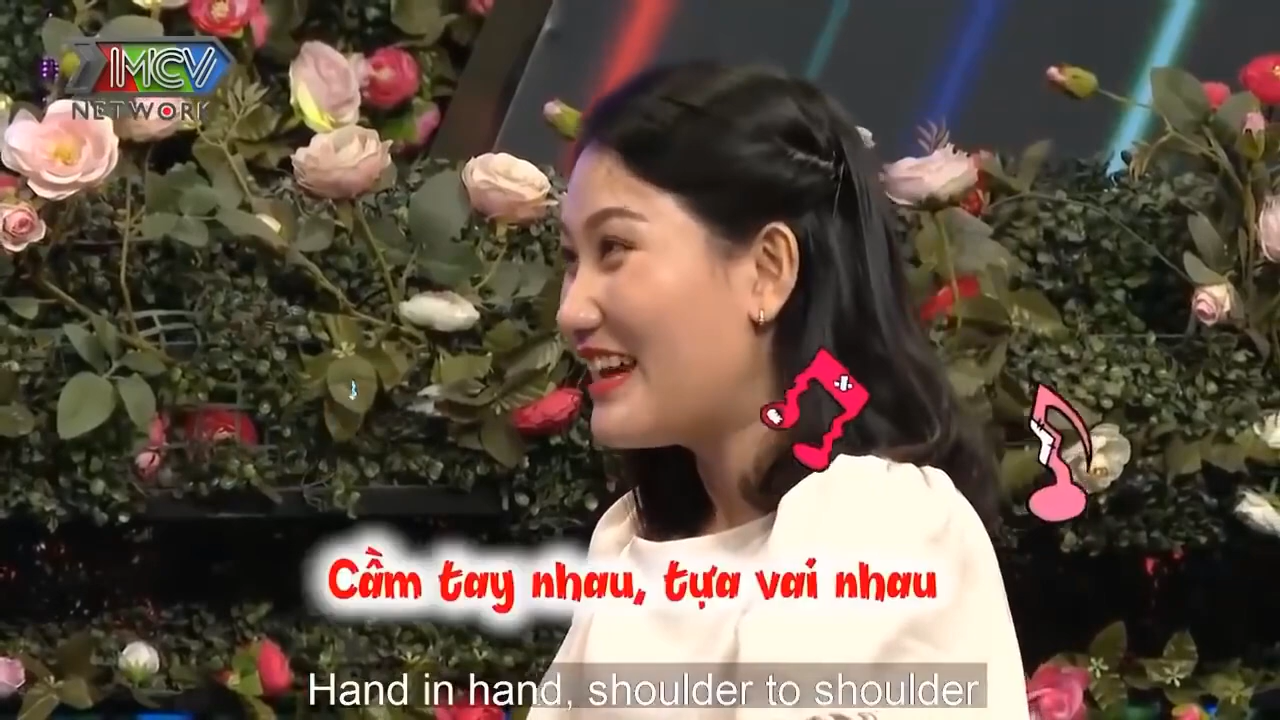 MCV
NETWORK
Cầm tay nhau, tựa vai nhau
Hand in hand, shoulder to shoulder